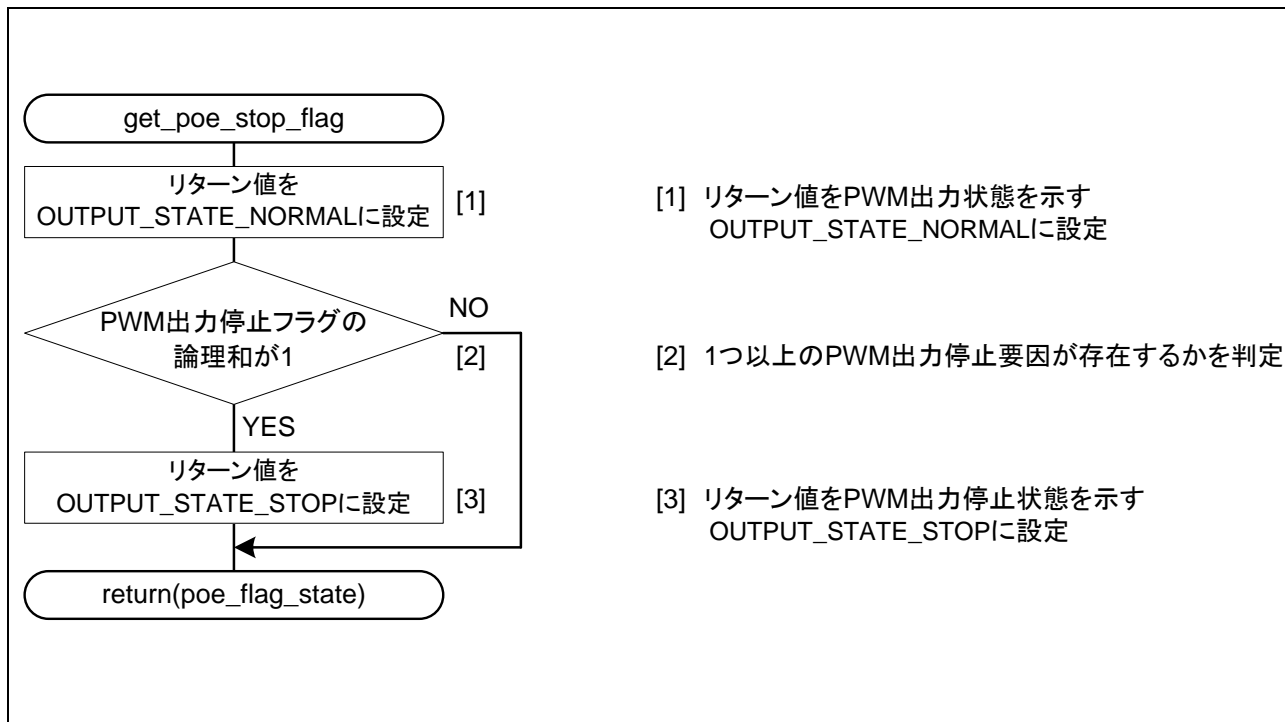 get_poe_stop_flag
リターン値を
OUTPUT_STATE_NORMALに設定
[1]
[1] リターン値をPWM出力状態を示す
OUTPUT_STATE_NORMALに設定
PWM出力停止フラグの
論理和が1
NO
[2]
[2] 1つ以上のPWM出力停止要因が存在するかを判定
YES
リターン値を
OUTPUT_STATE_STOPに設定
[3]
[3] リターン値をPWM出力停止状態を示す
OUTPUT_STATE_STOPに設定
return(poe_flag_state)